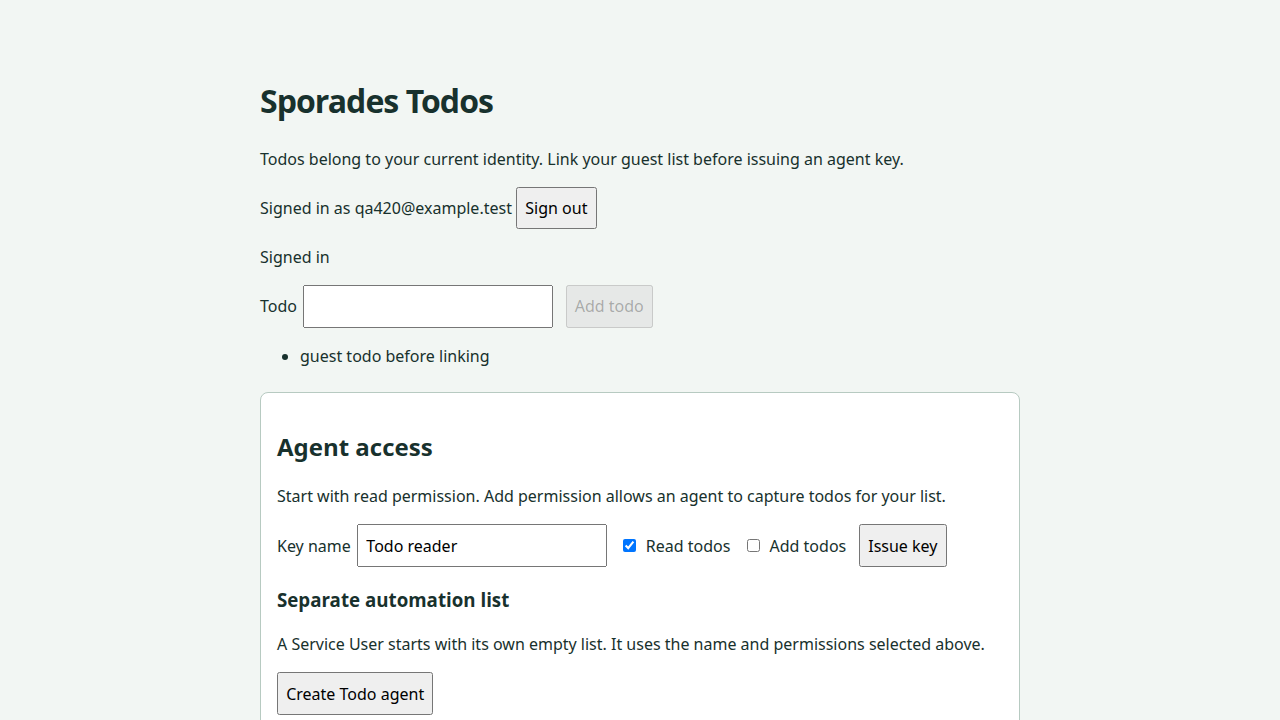 Sporades Todos
Todos belong to your current identity. Link your guest list before issuing an agent key.
Signed in as qa420@example.test Sign out
Signed in
Todo Add todo
guest todo before linking
Agent access
Start with read permission. Add permission allows an agent to capture todos for your list.
Key name Todo reader Read todos Add todos Issue key
Separate automation list
A Service User starts with its own empty list. It uses the name and permissions selected above.
Create Todo agent